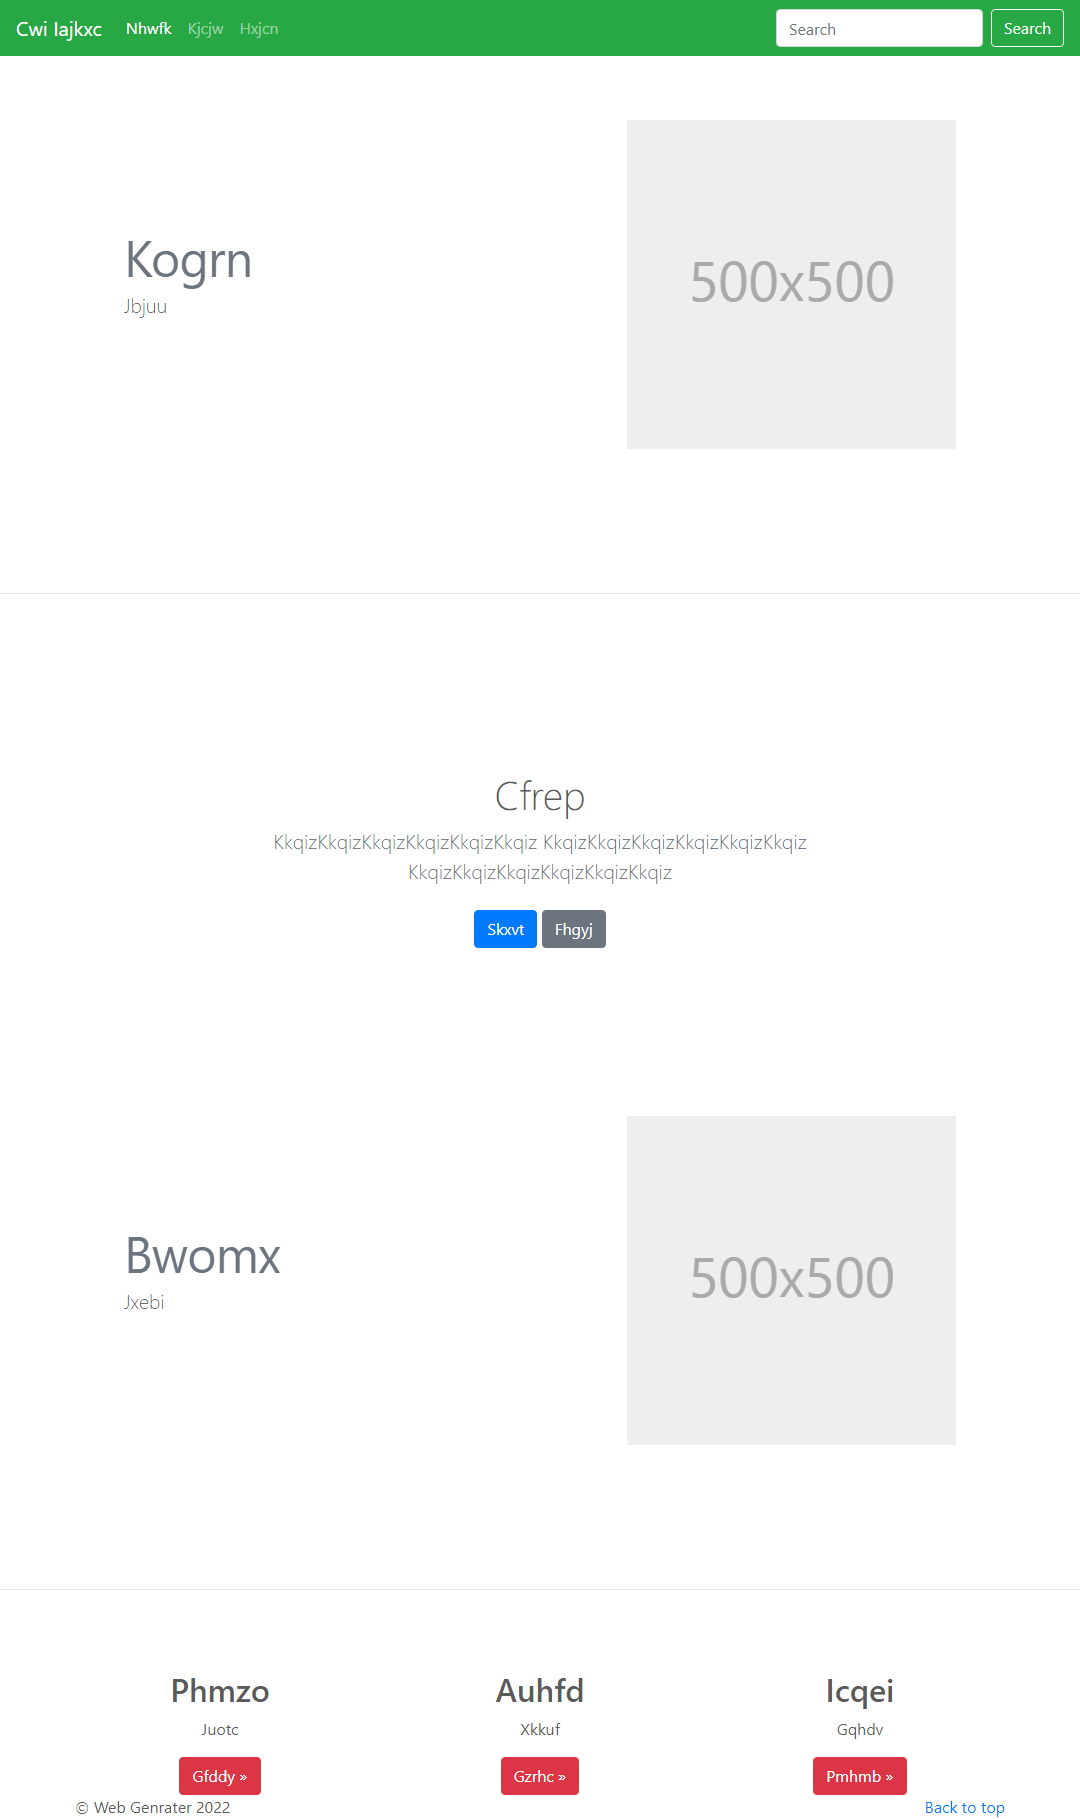 Cwi lajkxc Nhwfk Kjcjw Hxjcn Search Search
Kogrn
Jbjuu
500x500
Cfrep
KkqizKkqizKkqizKkqizKkqizKkqiz KkqizKkqizKkqizKkqizKkqizKkqiz
KkqizKkqizKkqizKkqizKkqizKkqiz
Skxvt Fhgyj
Bwomx
Jxebi
500x500
Phmzo Auhfd Icqei
Juotc Xkkuf Gqhdv
Gfddy » Gzrhc » Pmhmb »
© Web Genrater 2022 Back to top